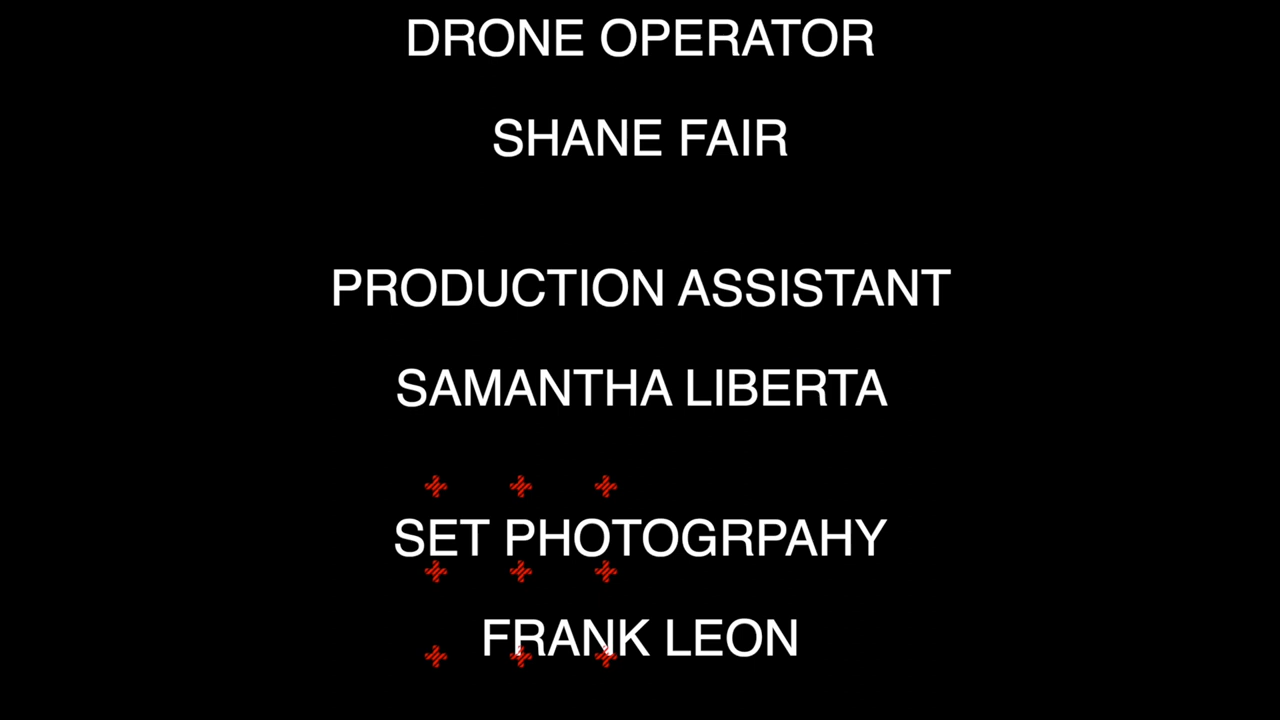 DRONE OPERATOR
SHANE FAIR
PRODUCTION ASSISTANT
SAMANTHA LIBERTA
SET PHOTOGRPAHY
FRANK LEON